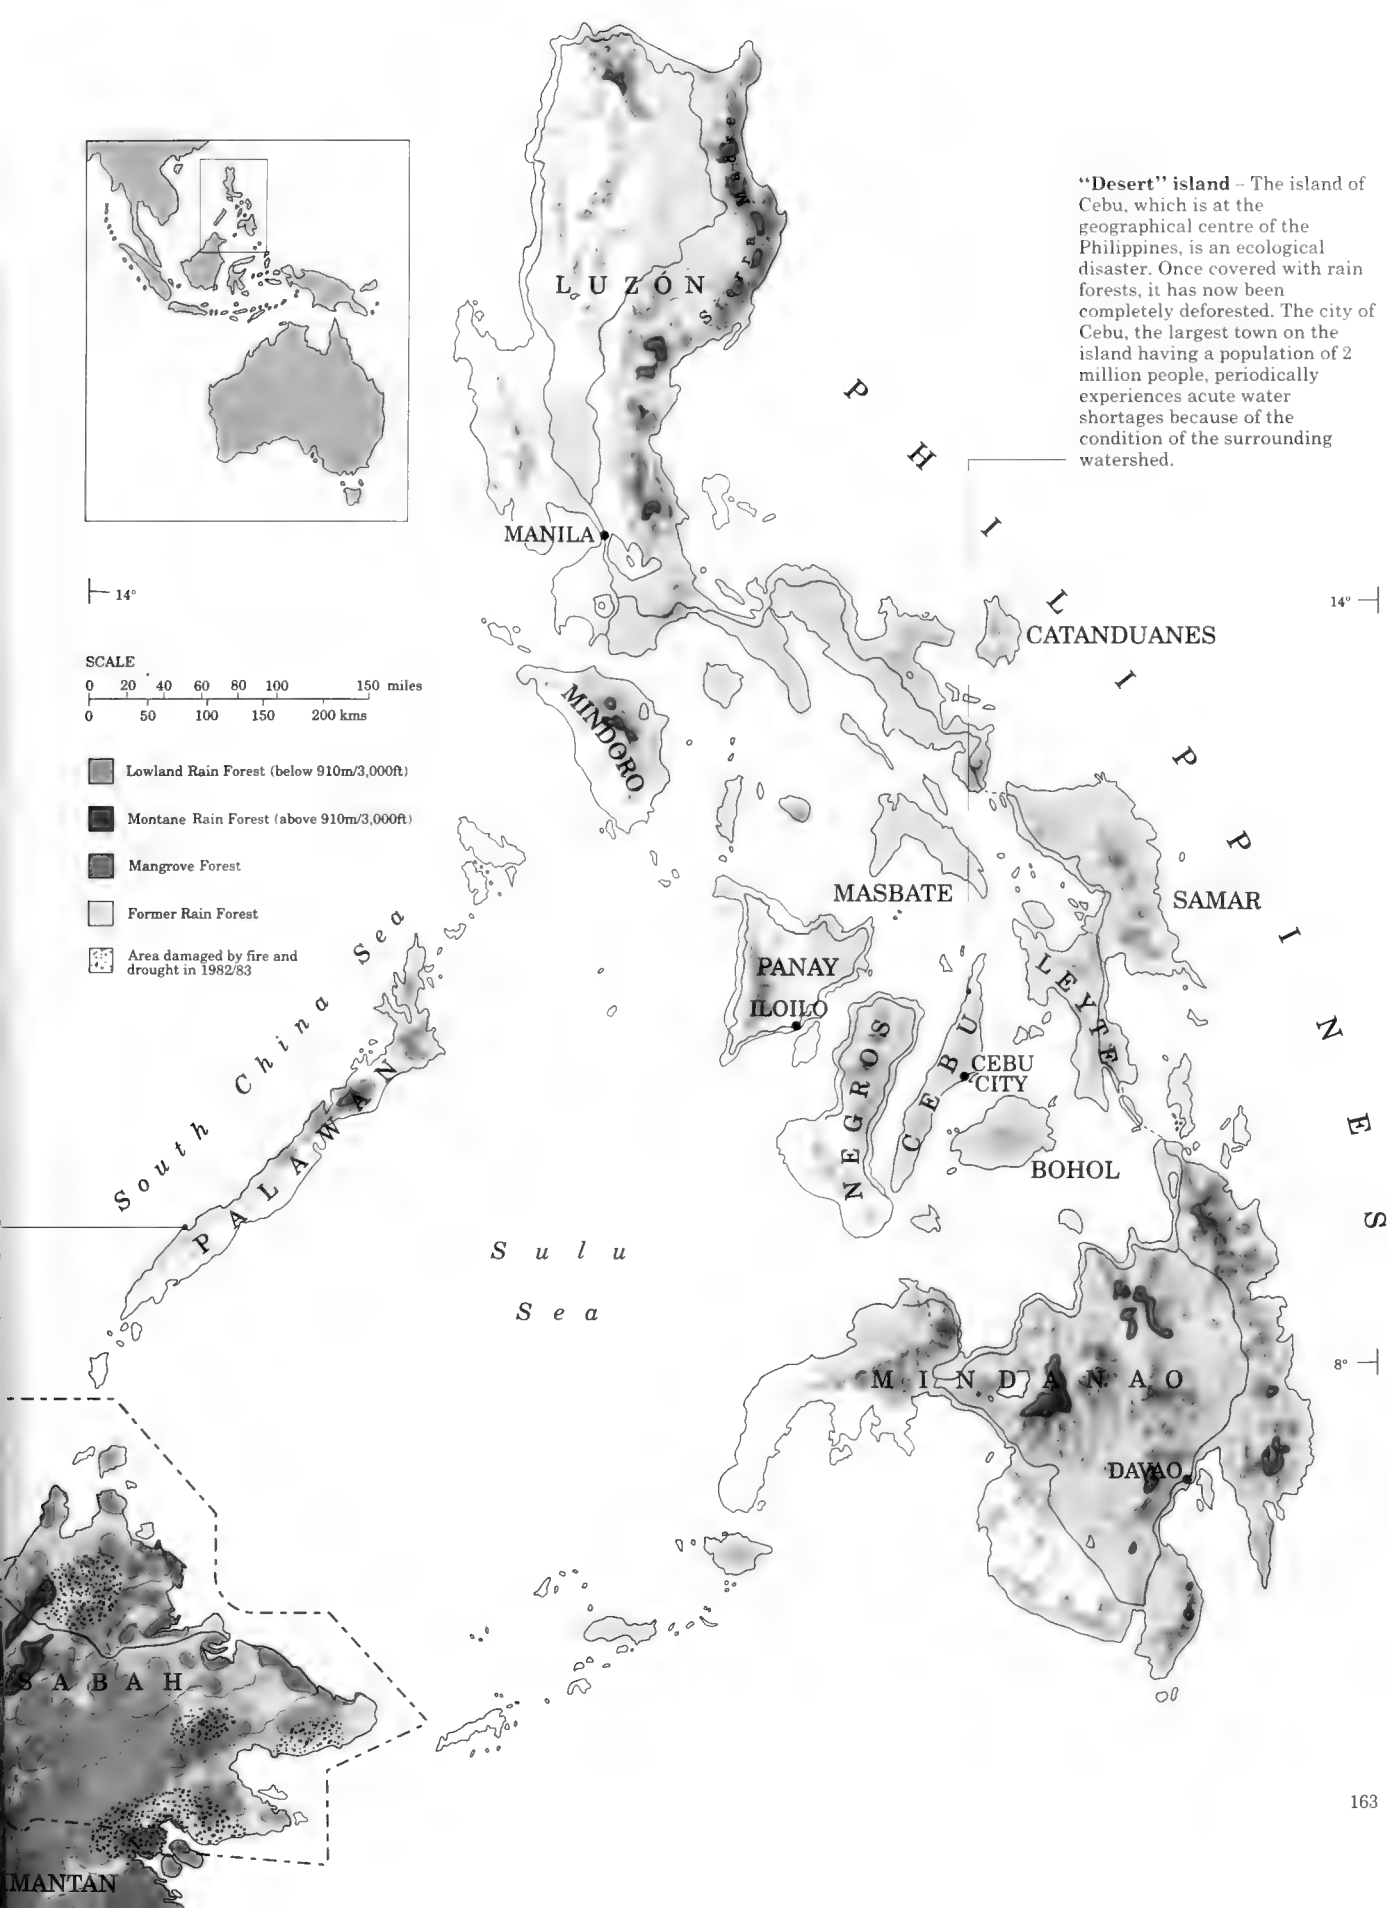 "Desert" island – The island of
Cebu, which is at the
geographical centre of the
Philippines, is an ecological
disaster. Once covered with rain
forests, it has now been
completely deforested. The city of
Cebu, the largest town on the
island having a population of 2
million people, periodically
experiences acute water
shortages because of the
condition of the surrounding
watershed.
Sierra Madre
LUZÓN
PHILIPPINES
MANILA
14°
14°
CATANDUANES
SCALE
0 20 40 60 80 100 150 miles
0 50 100 150 200 kms
MINDORO
Lowland Rain Forest (below 910m/3,000ft)
Montane Rain Forest (above 910m/3,000ft)
Mangrove Forest
Former Rain Forest
Area damaged by fire and
drought in 1982/83
MASBATE
SAMAR
South China Sea
PANAY
LEYTE
ILOILO
NEGROS
CEBU
CEBU
CITY
PALAWAN
BOHOL
Sulu
Sea
8°
MINDANAO
DAVAO
SABAH
163
MANTAN